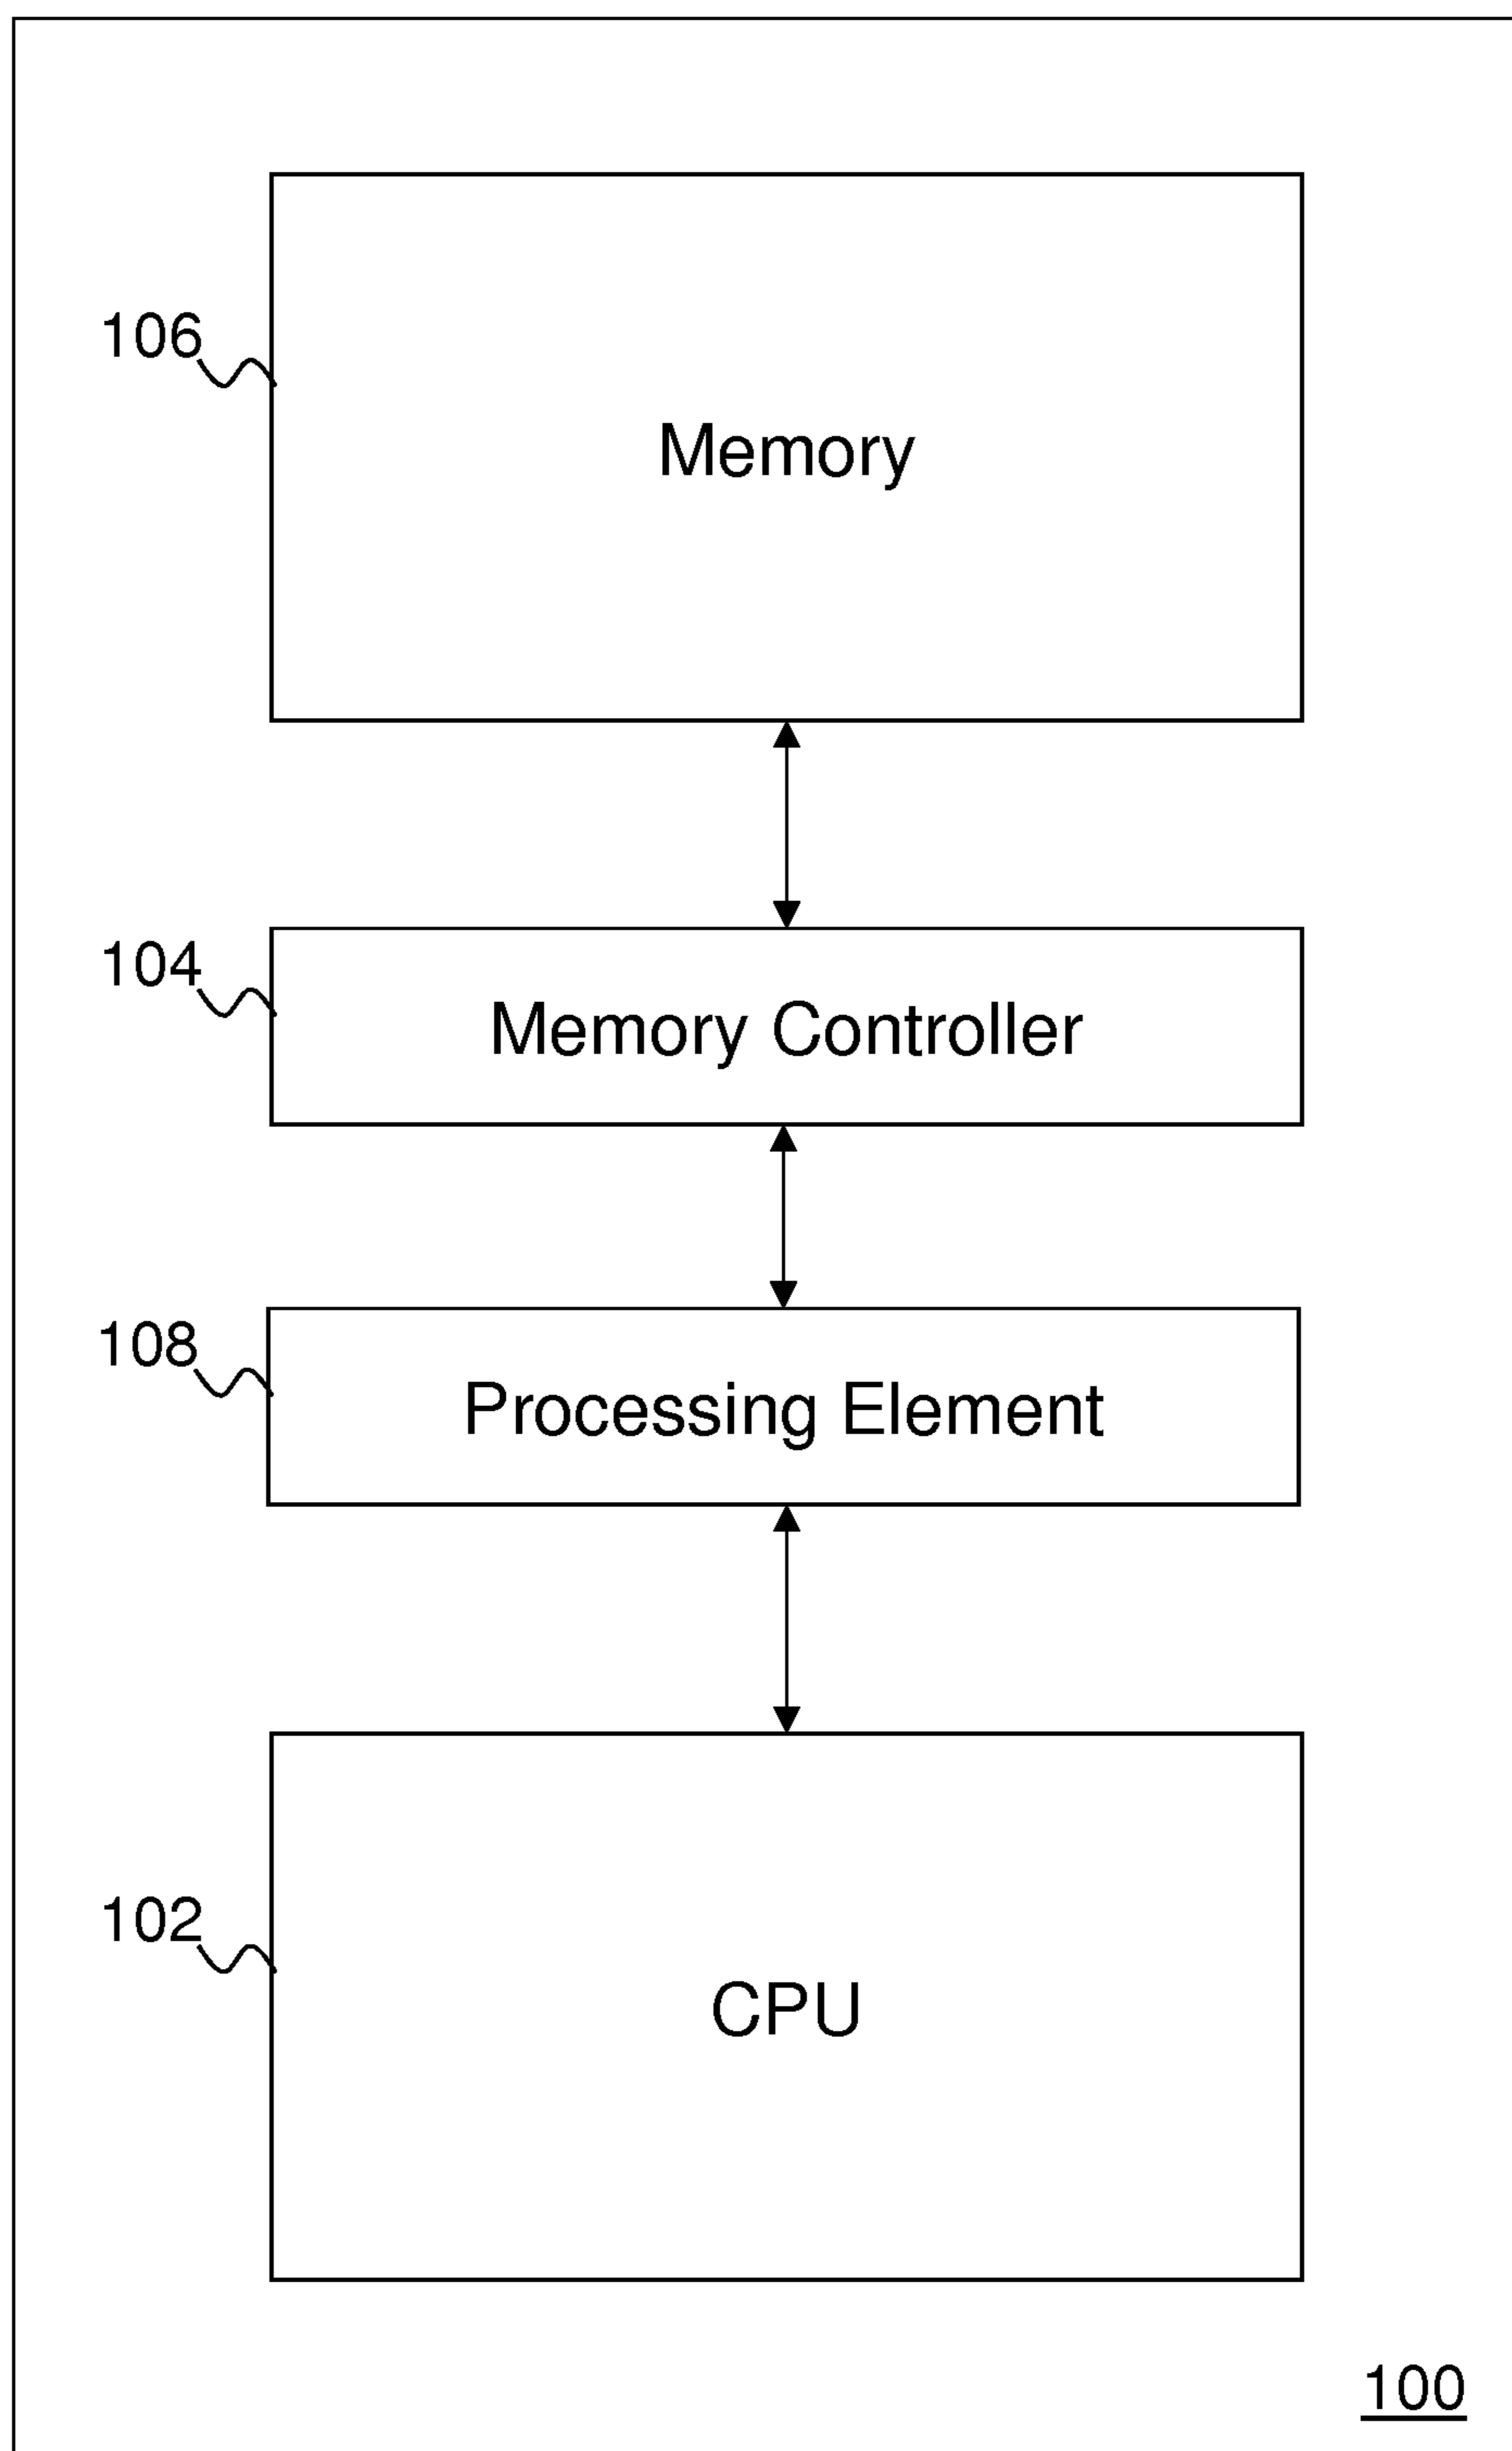 106
Memory
104
Memory Controller
108
Processing Element
102
CPU
100